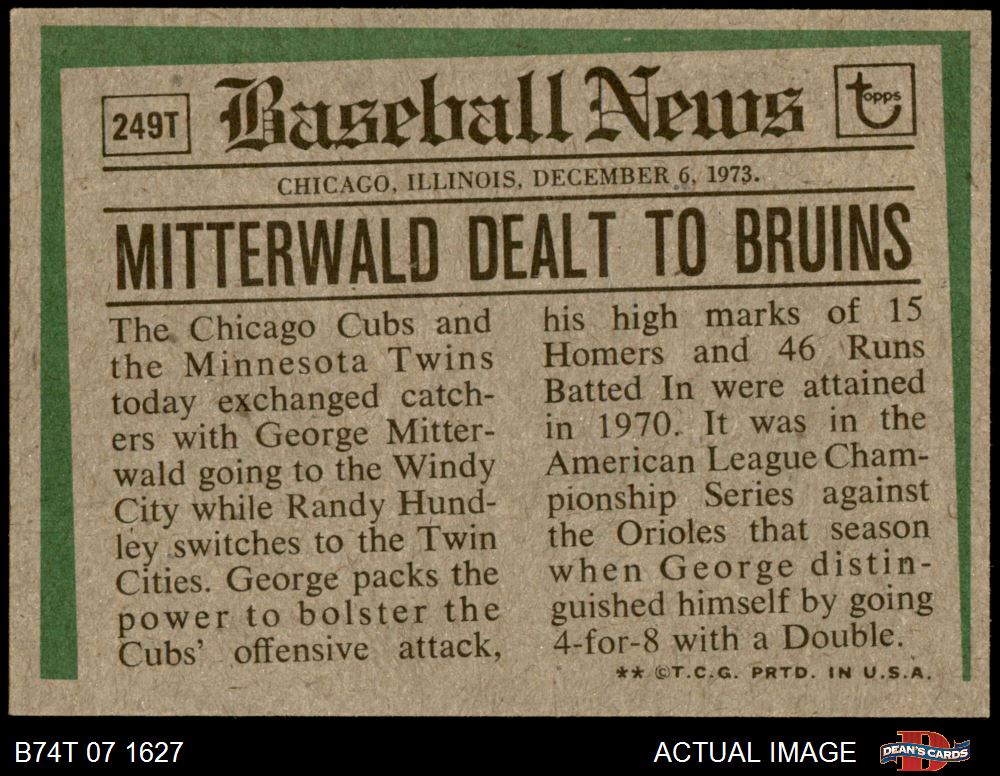 249T
Baseball News
topps
CHICAGO, ILLINOIS, DECEMBER 6, 1973.
MITTERWALD DEALT TO BRUINS
The Chicago Cubs and
the Minnesota Twins
today exchanged catch-
ers with George Mitter-
wald going to the Windy
City while Randy Hund-
ley switches to the Twin
Cities. George packs the
power to bolster the
Cubs' offensive attack,
his high marks of 15
Homers and 46 Runs
Batted In were attained
in 1970. It was in the
American League Cham-
pionship Series against
the Orioles that season
when George distin-
guished himself by going
4-for-8 with a Double.
** ©T.C.G. PRTD. IN U.S.A.
B74T 07 1627
ACTUAL IMAGE
DEAN'S CARDS